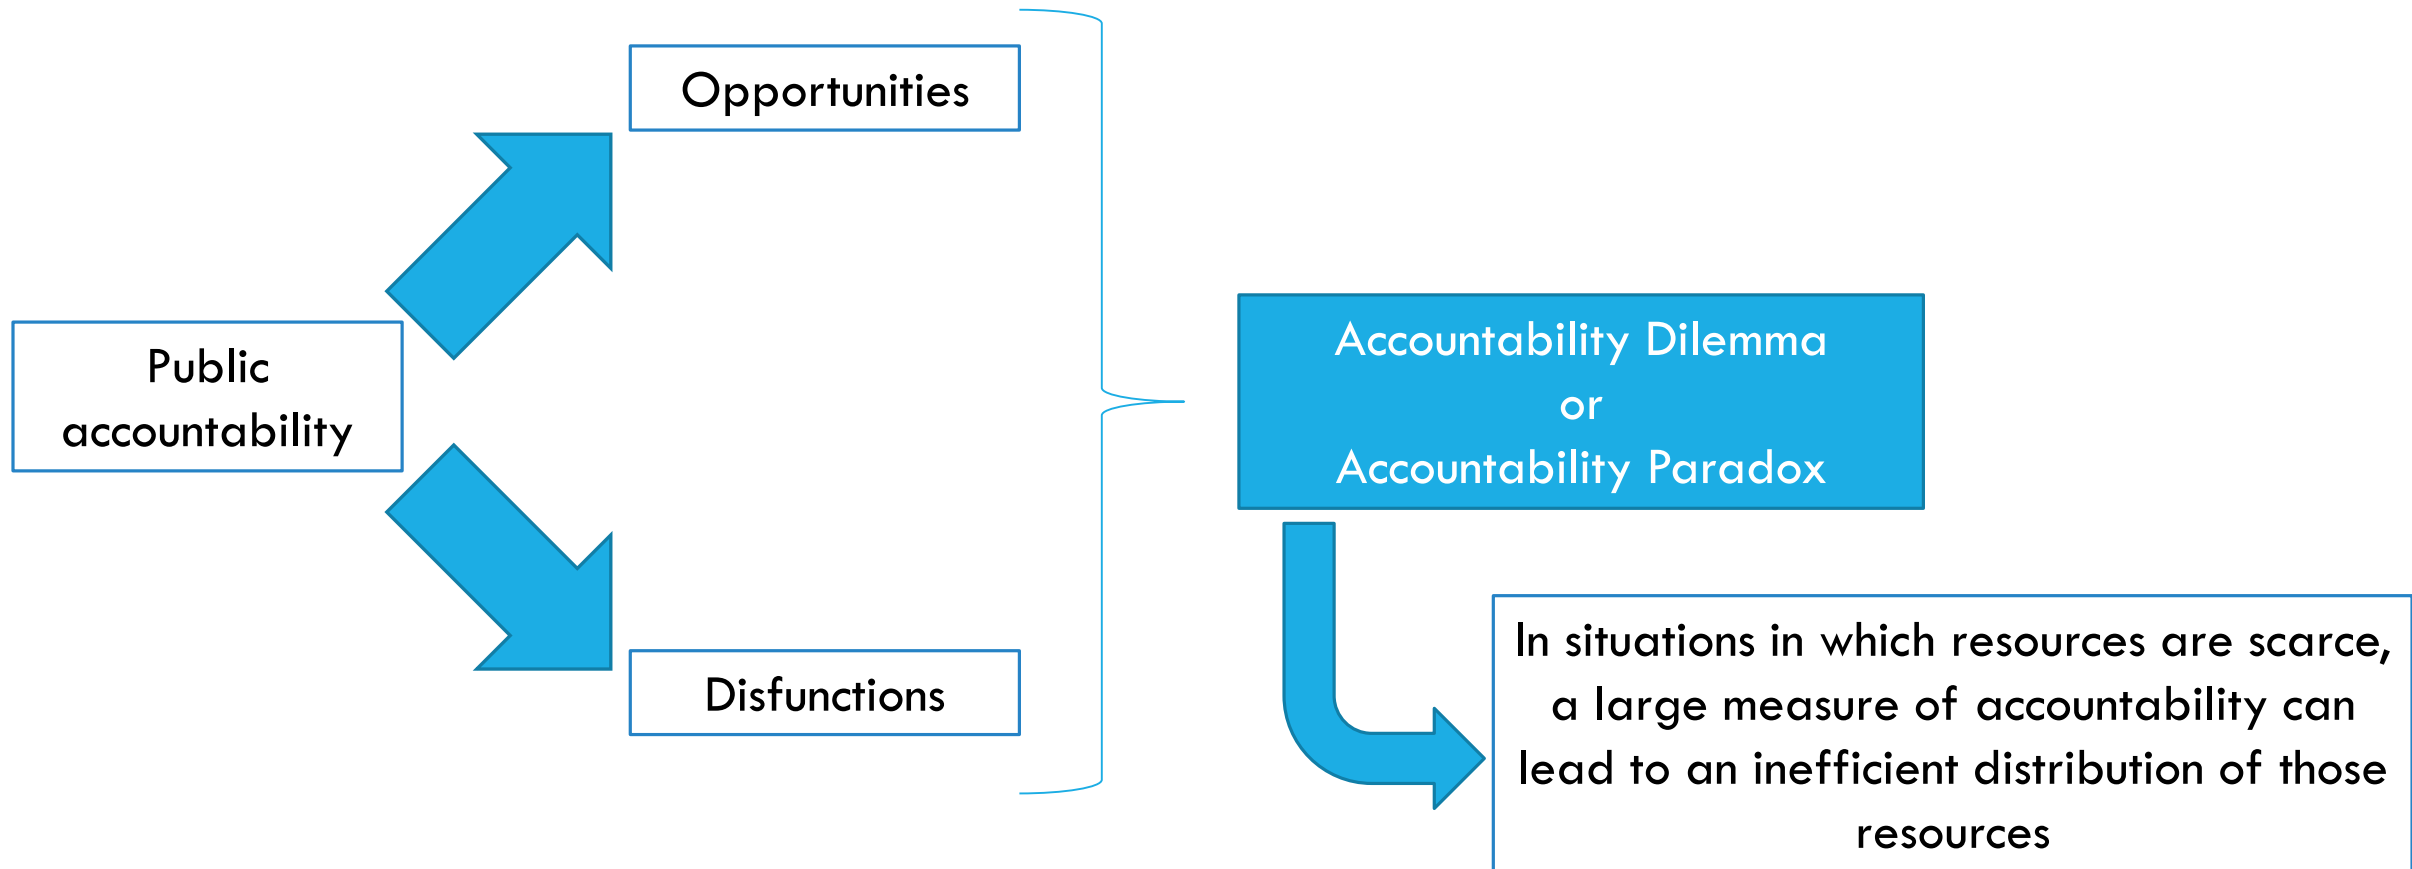 Opportunities
Public
accountability
Accountability Dilemma
or
Accountability Paradox
Disfunctions
In situations in which resources are scarce,
a large measure of accountability can
lead to an inefficient distribution of those
resources